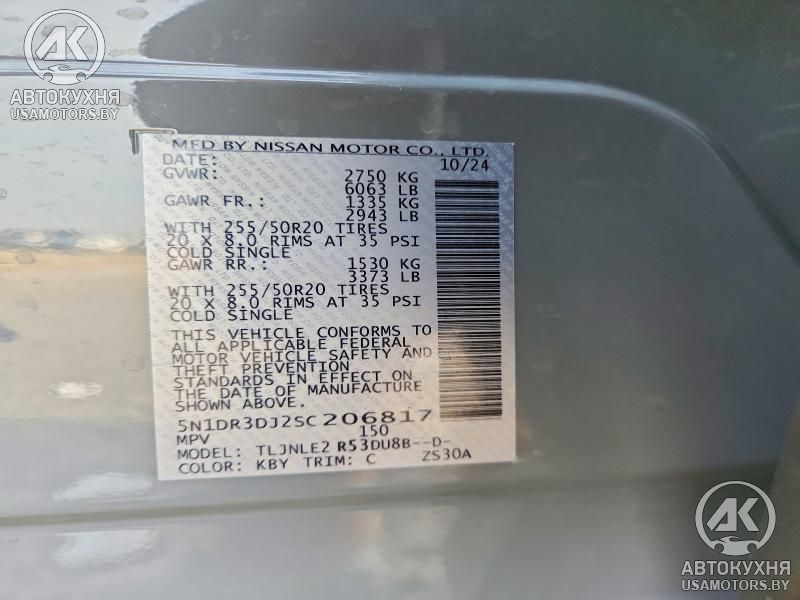 AK
АВТОКУХНЯ
USAMOTORS.BY
MFD BY NISSAN MOTOR CO., LTD.
DATE: 10/24
GVWR: 2750 KG
6063 LB
GAWR FR.: 1335 KG
2943 LB
WITH 255/50R20 TIRES
20 X 8.0 RIMS AT 35 PSI
COLD SINGLE
GAWR RR.: 1530 KG
3373 LB
WITH 255/50R20 TIRES
20 X 8.0 RIMS AT 35 PSI
COLD SINGLE
THIS VEHICLE CONFORMS TO
ALL APPLICABLE FEDERAL
MOTOR VEHICLE SAFETY AND
THEFT PREVENTION
STANDARDS IN EFFECT ON
THE DATE OF MANUFACTURE
SHOWN ABOVE.
5N1DR3DJ2SC206817
MPV 150
MODEL: TLJNLE2 R53DU8B--D-
COLOR: KBY TRIM: C ZS30A
AK
АВТОКУХНЯ
USAMOTORS.BY